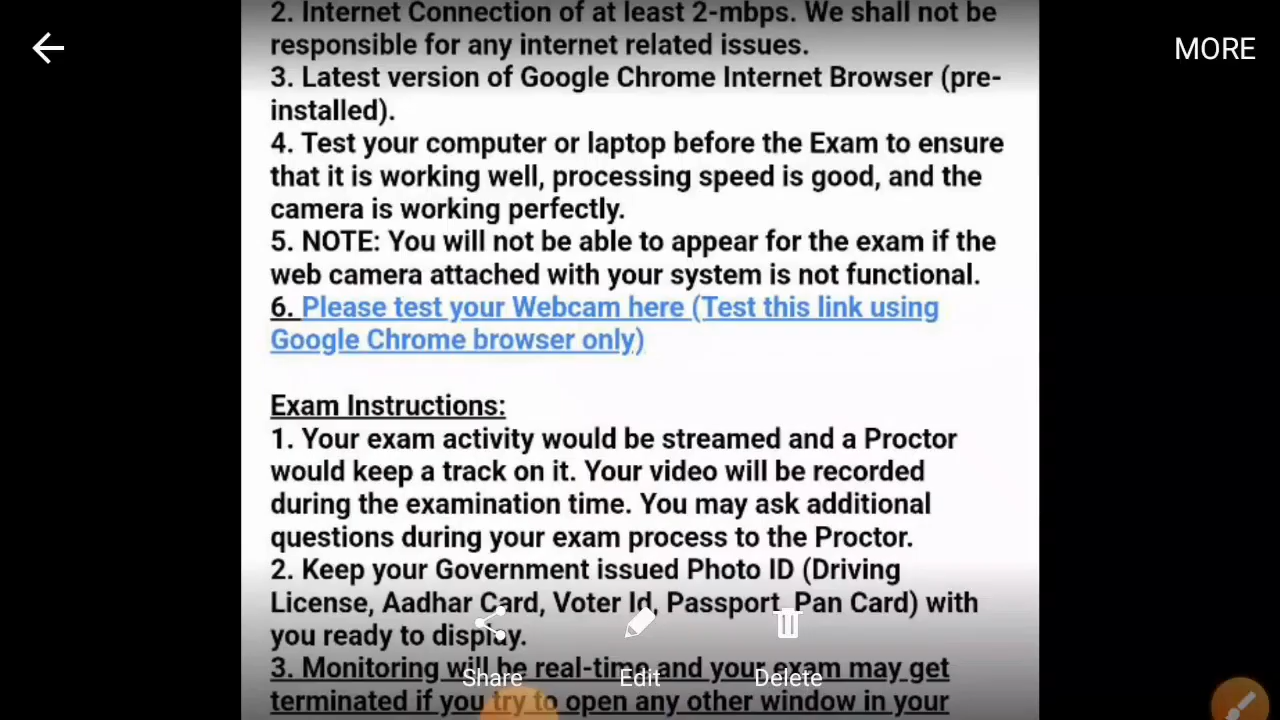 MORE
2. Internet Connection of at least 2-mbps. We shall not be
responsible for any internet related issues.
3. Latest version of Google Chrome Internet Browser (pre-
installed).
4. Test your computer or laptop before the Exam to ensure
that it is working well, processing speed is good, and the
camera is working perfectly.
5. NOTE: You will not be able to appear for the exam if the
web camera attached with your system is not functional.
6. Please test your Webcam here (Test this link using
Google Chrome browser only)
Exam Instructions:
1. Your exam activity would be streamed and a Proctor
would keep a track on it. Your video will be recorded
during the examination time. You may ask additional
questions during your exam process to the Proctor.
2. Keep your Government issued Photo ID (Driving
License, Aadhar Card, Voter Id, Passport, Pan Card) with
you ready to display.
3. Monitoring will be real-time and your exam may get
Share Edit Delete
terminated if you try to open any other window in your